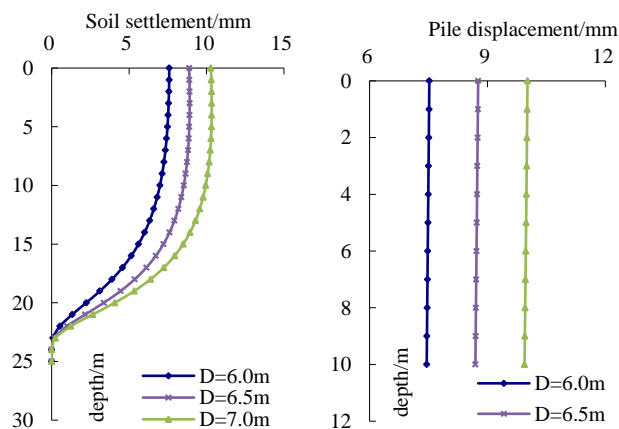 Soil settlement/mm
0 5 10 15
0
5
10
15
20
25
30
depth/m
D=6.0m
D=6.5m
D=7.0m
Pile displacement/mm
6 9 12
0
2
4
6
8
10
12
depth/m
D=6.0m
D=6.5m